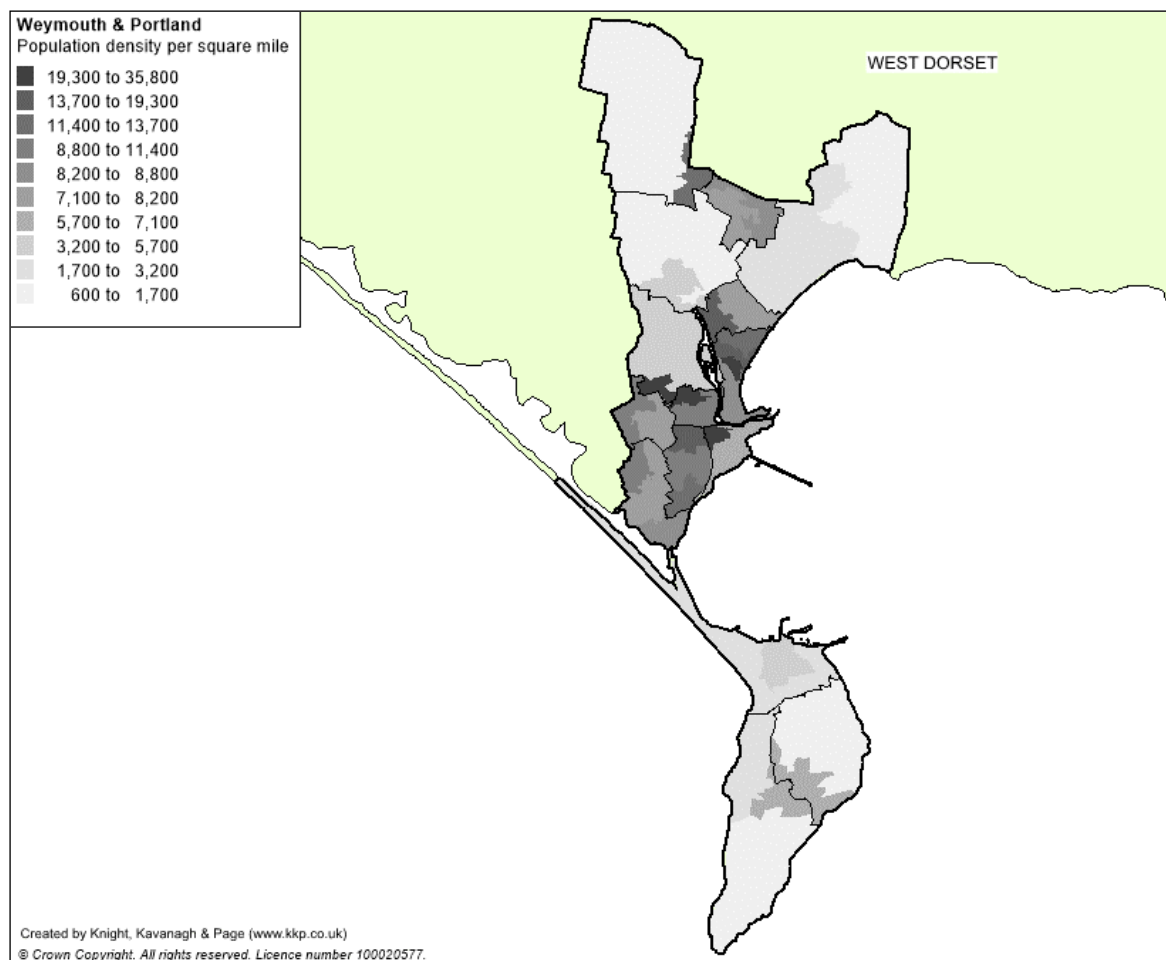 Weymouth & Portland
Population density per square mile
19,300 to 35,800
13,700 to 19,300
11,400 to 13,700
8,800 to 11,400
8,200 to 8,800
7,100 to 8,200
5,700 to 7,100
3,200 to 5,700
1,700 to 3,200
600 to 1,700
WEST DORSET
Created by Knight, Kavanagh & Page (www.kkp.co.uk)
© Crown Copyright. All rights reserved. Licence number 100020577.